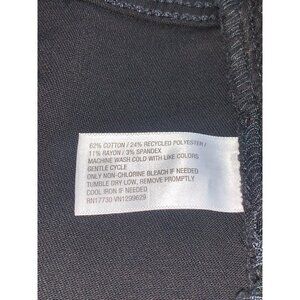 62% COTTON / 24% RECYCLED POLYESTER /
11% RAYON / 3% SPANDEX
MACHINE WASH COLD WITH LIKE COLORS
GENTLE CYCLE
ONLY NON-CHLORINE BLEACH IF NEEDED
TUMBLE DRY LOW, REMOVE PROMPTLY
COOL IRON IF NEEDED
RN17730 VN1299629